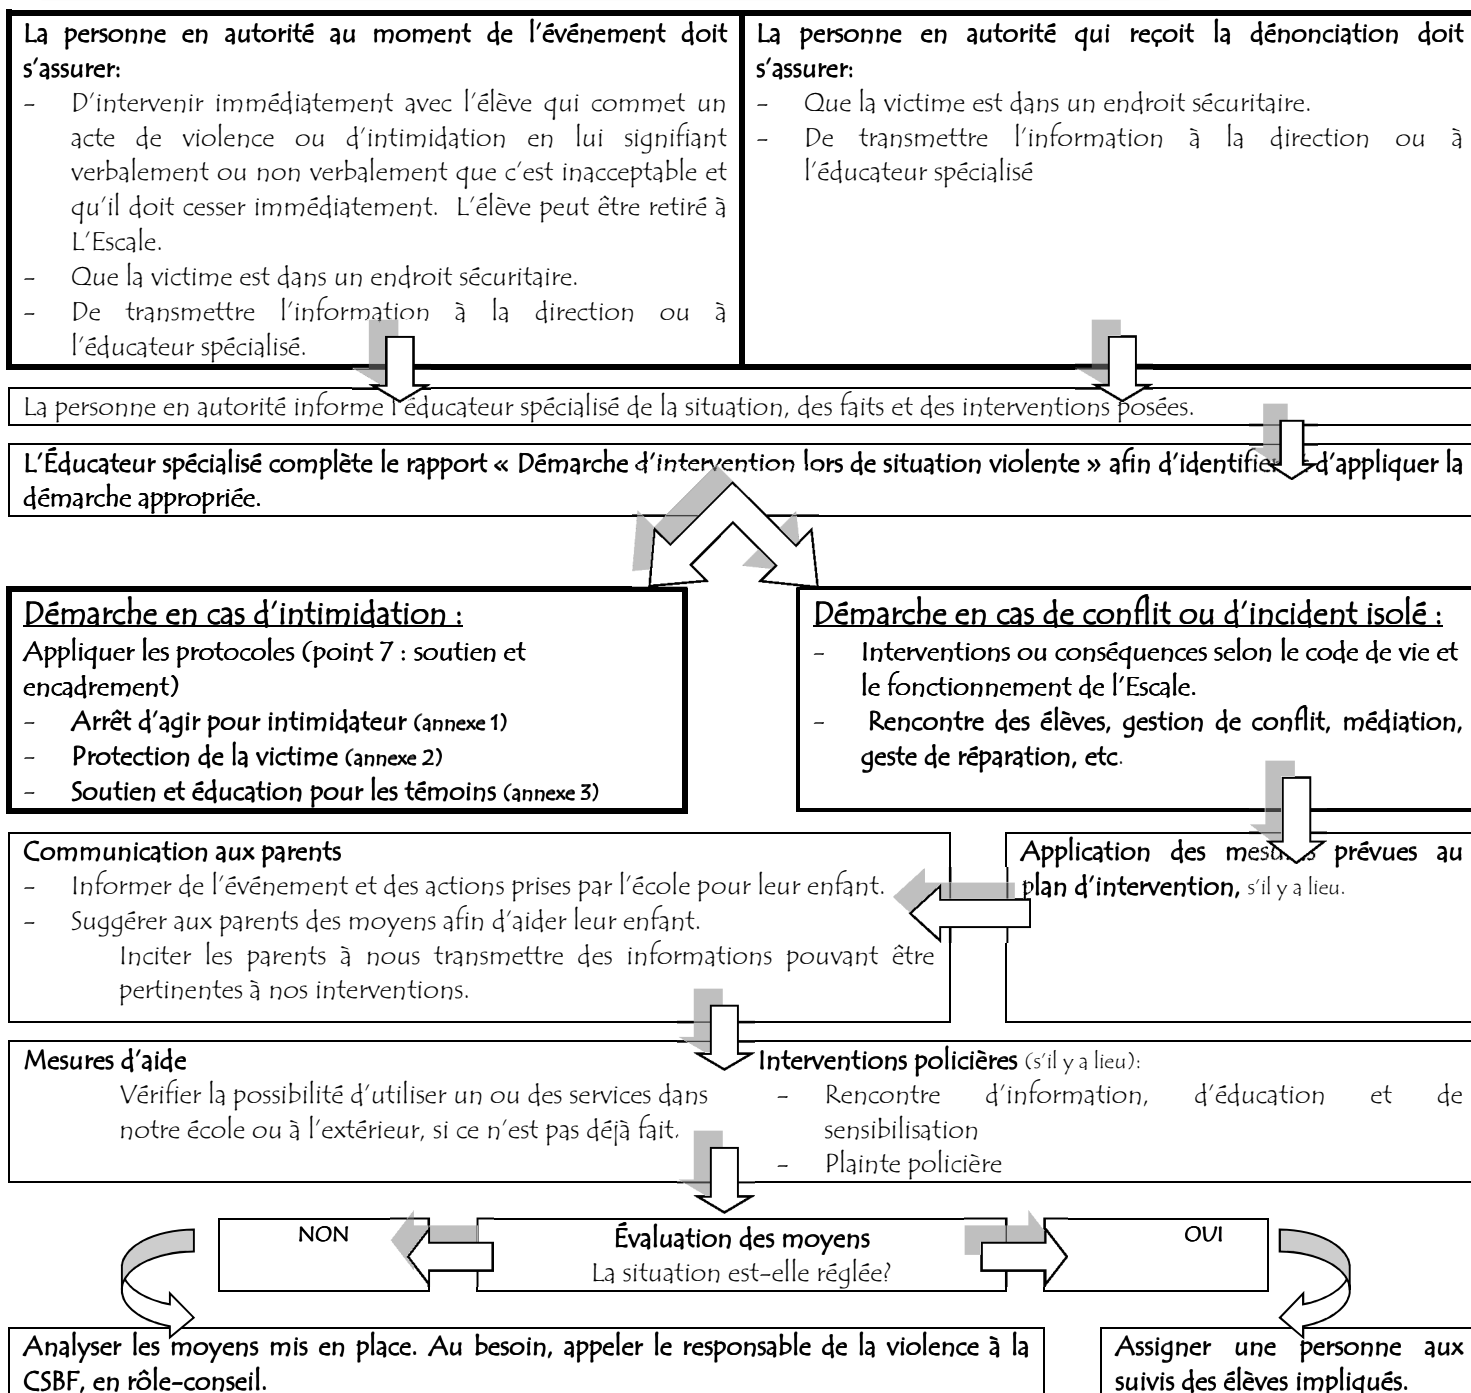 La personne en autorité au moment de l'événement doit
s'assurer:
- D'intervenir immédiatement avec l'élève qui commet un
acte de violence ou d'intimidation en lui signifiant
verbalement ou non verbalement que c'est inacceptable et
qu'il doit cesser immédiatement. L'élève peut être retiré à
L'Escale.
- Que la victime est dans un endroit sécuritaire.
- De transmettre l'information à la direction ou à
l'éducateur spécialisé.
La personne en autorité qui reçoit la dénonciation doit
s'assurer:
- Que la victime est dans un endroit sécuritaire.
- De transmettre l'information à la direction ou à
l'éducateur spécialisé
La personne en autorité informe l'éducateur spécialisé de la situation, des faits et des interventions posées.
L'Éducateur spécialisé complète le rapport « Démarche d'intervention lors de situation violente » afin d'identifier d'appliquer la
démarche appropriée.
Démarche en cas d'intimidation :
Appliquer les protocoles (point 7 : soutien et
encadrement)
- Arrêt d'agir pour intimidateur (annexe 1)
- Protection de la victime (annexe 2)
- Soutien et éducation pour les témoins (annexe 3)
Démarche en cas de conflit ou d'incident isolé :
- Interventions ou conséquences selon le code de vie et
le fonctionnement de l'Escale.
- Rencontre des élèves, gestion de conflit, médiation,
geste de réparation, etc.
Communication aux parents
- Informer de l'événement et des actions prises par l'école pour leur enfant.
- Suggérer aux parents des moyens afin d'aider leur enfant.
Inciter les parents à nous transmettre des informations pouvant être
pertinentes à nos interventions.
Application des mesures prévues au
plan d'intervention, s'il y a lieu.
Mesures d'aide
Vérifier la possibilité d'utiliser un ou des services dans
notre école ou à l'extérieur, si ce n'est pas déjà fait.
Interventions policières (s'il y a lieu):
- Rencontre d'information, d'éducation et de
sensibilisation
- Plainte policière
NON
Évaluation des moyens
La situation est-elle réglée?
OUI
Analyser les moyens mis en place. Au besoin, appeler le responsable de la violence à la
CSBF, en rôle-conseil.
Assigner une personne aux
suivis des élèves impliqués.